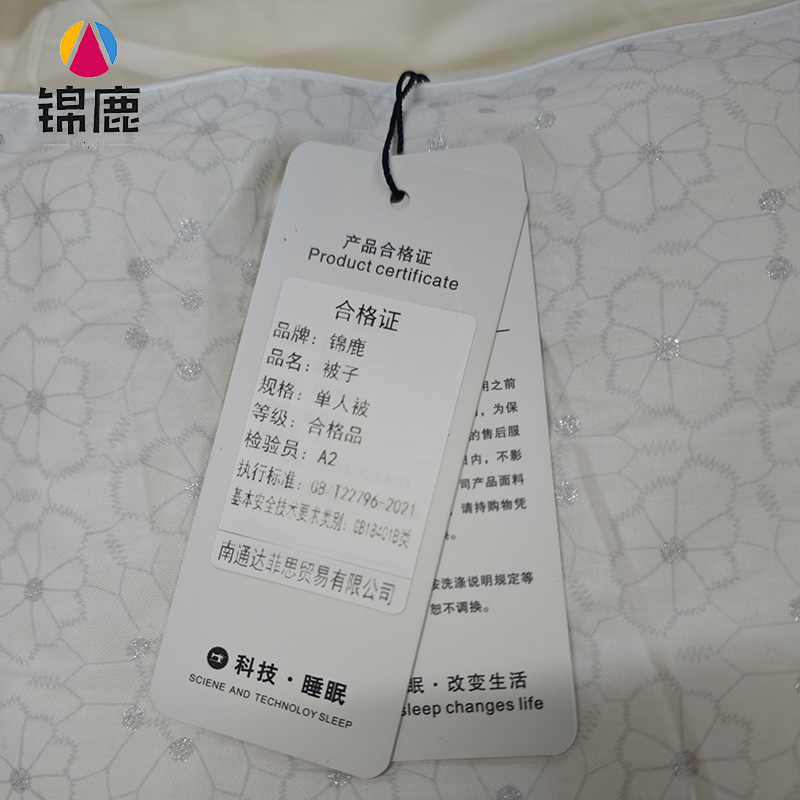 锦鹿
产品合格证
Product certificate
合格证
品牌：锦鹿
品名：被子
规格：单人被
等级：合格品
检验员：A2
执行标准：GB/T22796-2021
基本安全技术要求类别：GB18401B类
南通达菲思贸易有限公司
科技·睡眠
SCIENE AND TECHNOLOY SLEEP
用之前
，为保
的售后服
内，不影
司产品面料
请持购物凭
按洗涤说明规定等
恕不调换。
眠·改变生活
sleep changes life